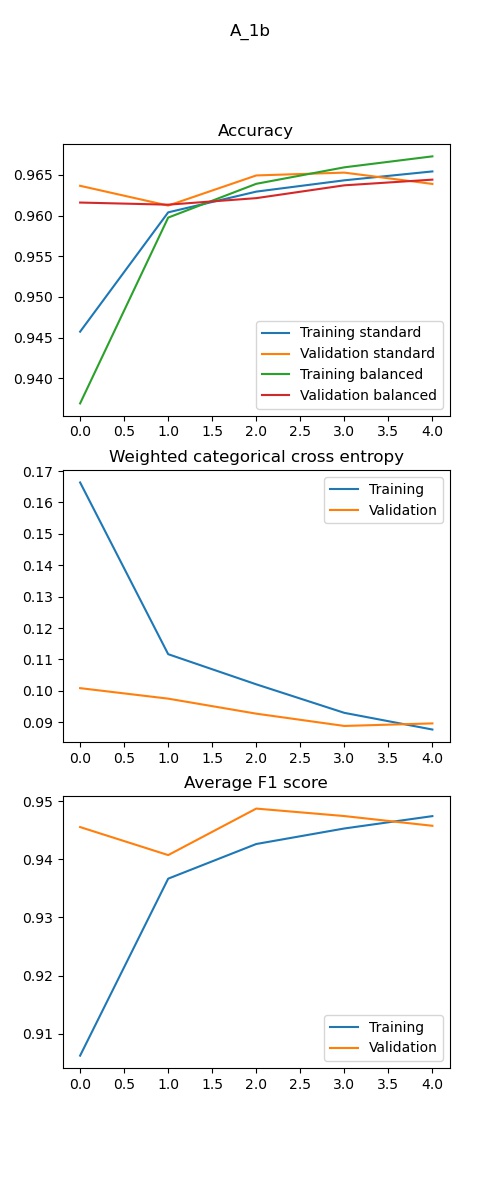 A_1b
Accuracy
0.965
0.960
0.955
0.950
0.945
0.940
Training standard
Validation standard
Training balanced
Validation balanced
0.0 0.5 1.0 1.5 2.0 2.5 3.0 3.5 4.0
Weighted categorical cross entropy
0.17
0.16
0.15
0.14
0.13
0.12
0.11
0.10
0.09
Training
Validation
0.0 0.5 1.0 1.5 2.0 2.5 3.0 3.5 4.0
Average F1 score
0.95
0.94
0.93
0.92
0.91
Training
Validation
0.0 0.5 1.0 1.5 2.0 2.5 3.0 3.5 4.0